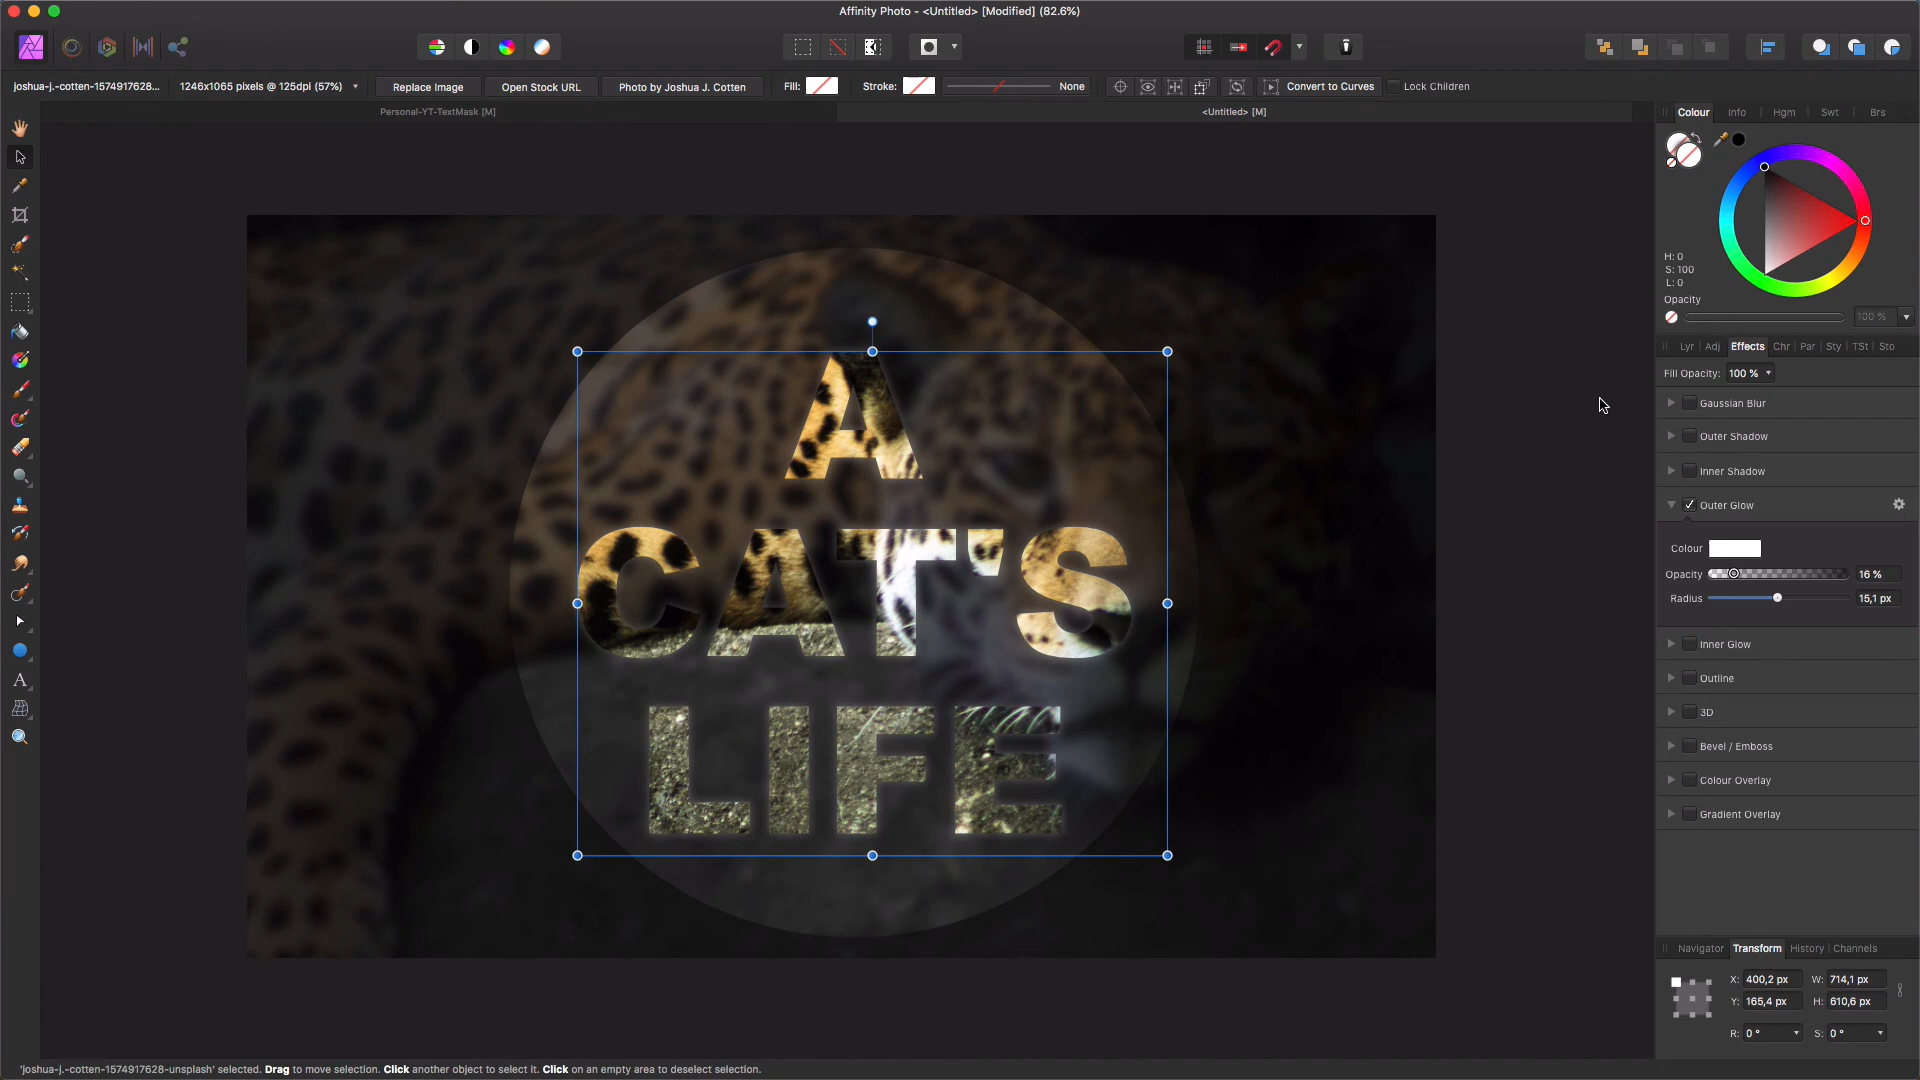 Affinity Photo - <Untitled> [Modified] (82.6%)
joshua-j.-cotten-1574917628... 1246x1065 pixels @ 125dpi (57%) Replace Image Open Stock URL Photo by Joshua J. Cotten Fill: Stroke: None Convert to Curves Lock Children
Personal-YT-TextMask [M] <Untitled> [M]
Colour Info Hgm Swt Brs
H: 0
S: 100
L: 0
Opacity
100 %
Lyr Adj Effects Chr Par Sty TSt Sto
Fill Opacity: 100 %
Gaussian Blur
Outer Shadow
Inner Shadow
Outer Glow
Colour
Opacity 16 %
Radius 15,1 px
Inner Glow
Outline
3D
Bevel / Emboss
Colour Overlay
Gradient Overlay
A
CAT'S
LIFE
Navigator Transform History Channels
X: 400,2 px W: 714,1 px
Y: 165,4 px H: 610,6 px
R: 0 ° S: 0 °
'joshua-j.-cotten-1574917628-unsplash' selected. Drag to move selection. Click another object to select it. Click on an empty area to deselect selection.